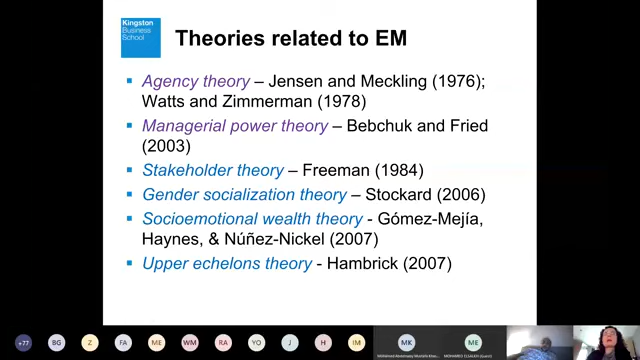 Kingston
Business
School
Theories related to EM
Agency theory – Jensen and Meckling (1976);
Watts and Zimmerman (1978)
Managerial power theory – Bebchuk and Fried
(2003)
Stakeholder theory – Freeman (1984)
Gender socialization theory – Stockard (2006)
Socioemotional wealth theory - Gómez-Mejía,
Haynes, & Núñez-Nickel (2007)
Upper echelons theory - Hambrick (2007)
+77 BG Z FA ME WM RA YO J H IM MK ME